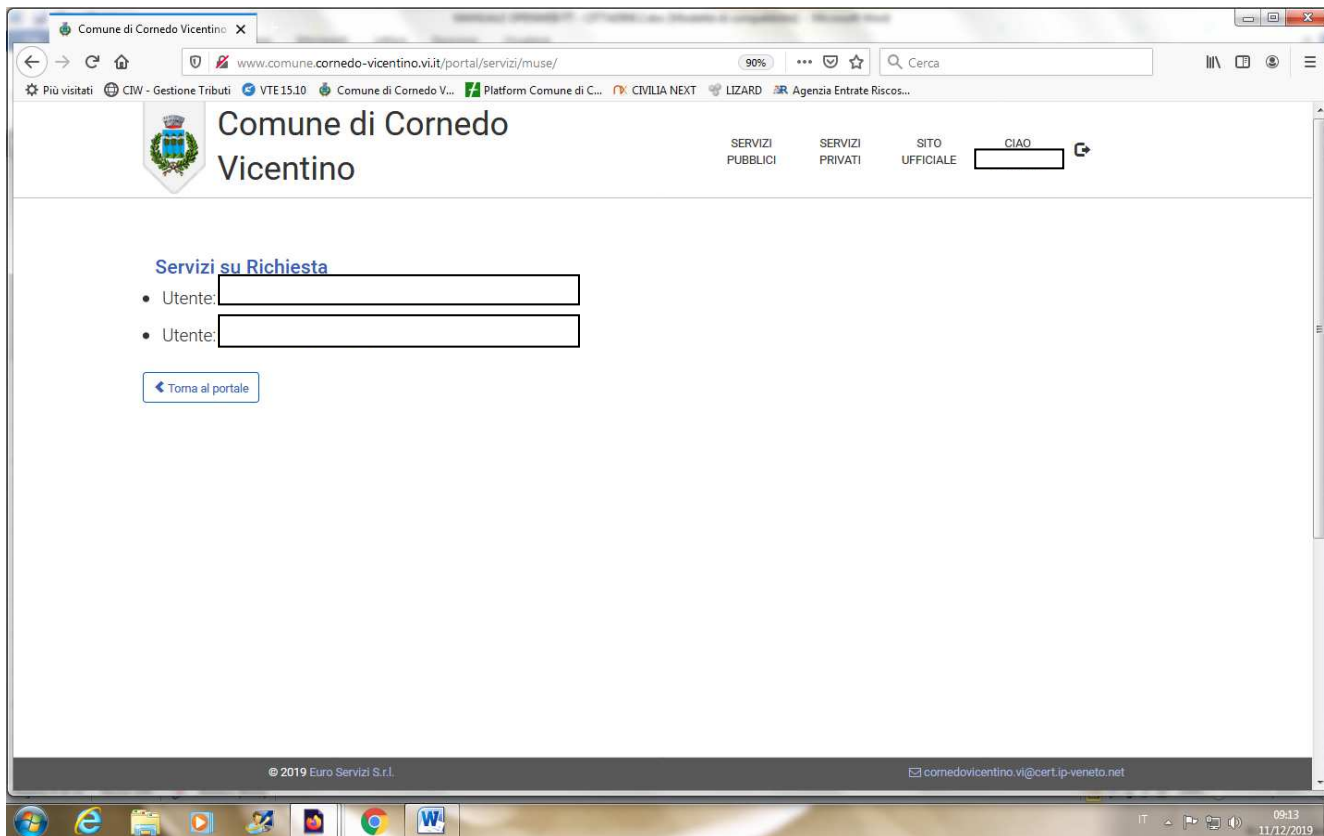 Comune di Cornedo Vicentino
www.comune.cornedo-vicentino.vi.it/portal/servizi/muse/
90%
Cerca
Più visitati
CIW - Gestione Tributi
VTE 15.10
Comune di Cornedo V...
Platform Comune di C...
CIVILIA NEXT
LIZARD
Agenzia Entrate Riscos...
Comune di Cornedo
Vicentino
SERVIZI
PUBBLICI
SERVIZI
PRIVATI
SITO
UFFICIALE
CIAO
Servizi su Richiesta
Utente:
Utente:
Torna al portale
© 2019 Euro Servizi S.r.l.
cornedovicentino.vi@cert.ip-veneto.net
IT
09:13
11/12/2019